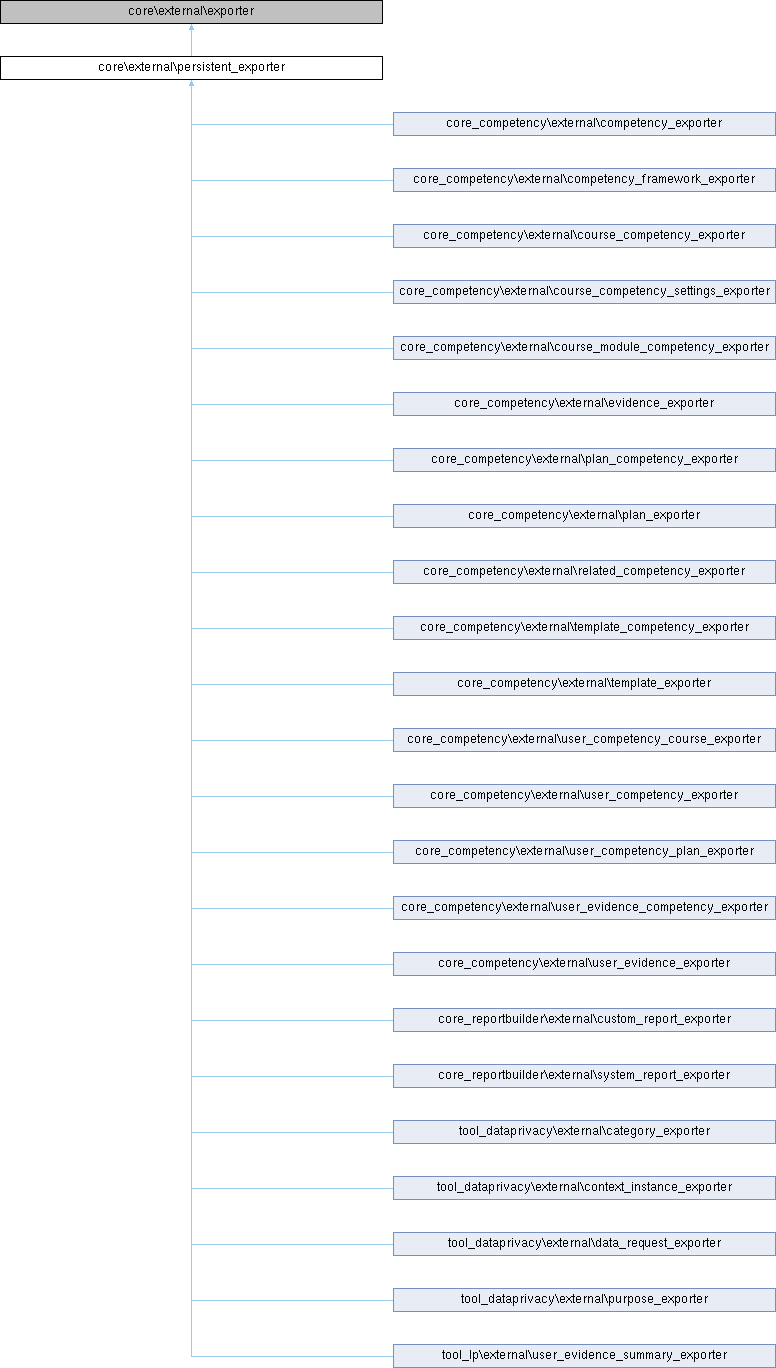 core\external\exporter
core\external\persistent_exporter
core_competency\external\competency_exporter
core_competency\external\competency_framework_exporter
core_competency\external\course_competency_exporter
core_competency\external\course_competency_settings_exporter
core_competency\external\course_module_competency_exporter
core_competency\external\evidence_exporter
core_competency\external\plan_competency_exporter
core_competency\external\plan_exporter
core_competency\external\related_competency_exporter
core_competency\external\template_competency_exporter
core_competency\external\template_exporter
core_competency\external\user_competency_course_exporter
core_competency\external\user_competency_exporter
core_competency\external\user_competency_plan_exporter
core_competency\external\user_evidence_competency_exporter
core_competency\external\user_evidence_exporter
core_reportbuilder\external\custom_report_exporter
core_reportbuilder\external\system_report_exporter
tool_dataprivacy\external\category_exporter
tool_dataprivacy\external\context_instance_exporter
tool_dataprivacy\external\data_request_exporter
tool_dataprivacy\external\purpose_exporter
tool_lp\external\user_evidence_summary_exporter